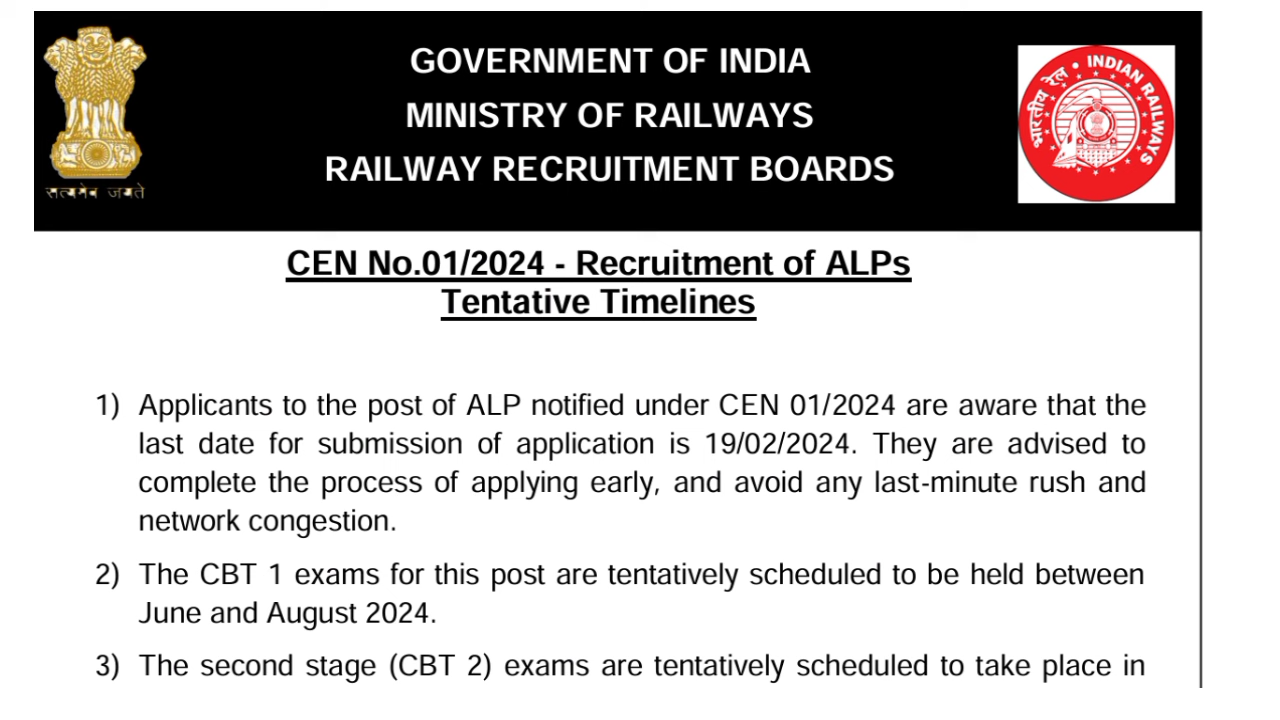 GOVERNMENT OF INDIA
MINISTRY OF RAILWAYS
RAILWAY RECRUITMENT BOARDS
सत्यमेव जयते
भारतीय रेल • INDIAN RAILWAYS
CEN No.01/2024 - Recruitment of ALPs
Tentative Timelines
1) Applicants to the post of ALP notified under CEN 01/2024 are aware that the
last date for submission of application is 19/02/2024. They are advised to
complete the process of applying early, and avoid any last-minute rush and
network congestion.
2) The CBT 1 exams for this post are tentatively scheduled to be held between
June and August 2024.
3) The second stage (CBT 2) exams are tentatively scheduled to take place in